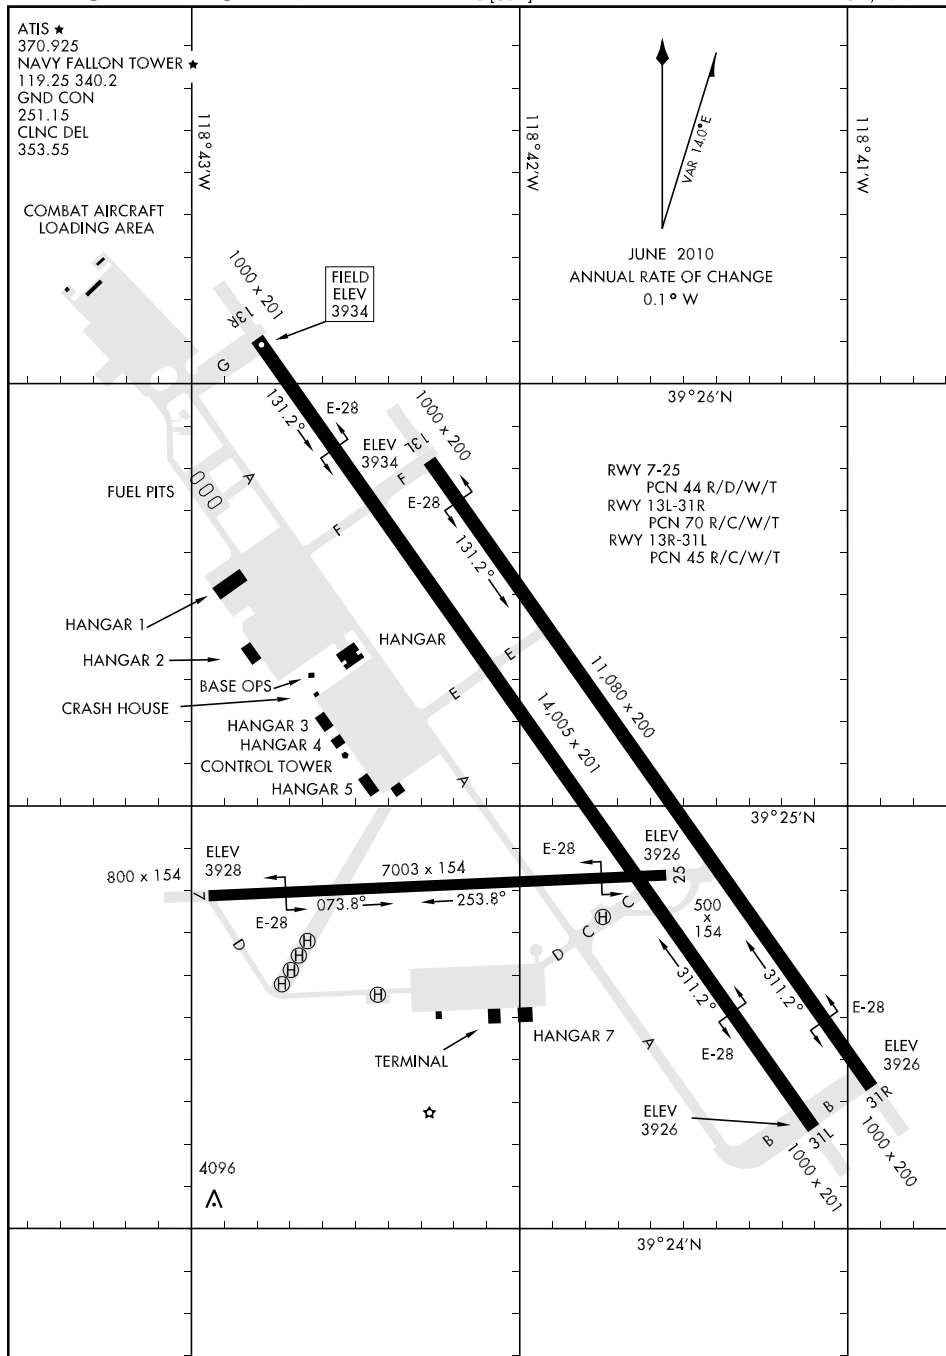 ATIS ★
370.925
NAVY FALLON TOWER ★
119.25 340.2
GND CON
251.15
CLNC DEL
353.55
118°43'W
118°42'W
118°41'W
VAR 14.0°E
JUNE 2010
ANNUAL RATE OF CHANGE
0.1° W
COMBAT AIRCRAFT
LOADING AREA
1000 x 201
13R
FIELD
ELEV
3934
G
39°26'N
131.2°
E-28
ELEV
3934
1000 x 200
13L
A
F
F
E-28
131.2°
FUEL PITS
RWY 7-25
PCN 44 R/D/W/T
RWY 13L-31R
PCN 70 R/C/W/T
RWY 13R-31L
PCN 45 R/C/W/T
HANGAR 1
HANGAR
HANGAR 2
BASE OPS
CRASH HOUSE
E
E
11,080 x 200
14,005 x 201
HANGAR 3
HANGAR 4
CONTROL TOWER
HANGAR 5
A
39°25'N
800 x 154
ELEV
3928
7
7003 x 154
E-28
ELEV
3926
25
E-28
073.8°
253.8°
500
x
154
D
H
H
H
H
H
H
D
C
C
311.2°
311.2°
HANGAR 7
TERMINAL
A
E-28
E-28
ELEV
3926
ELEV
3926
B
B
31L
31R
1000 x 201
1000 x 200
4096
39°24'N